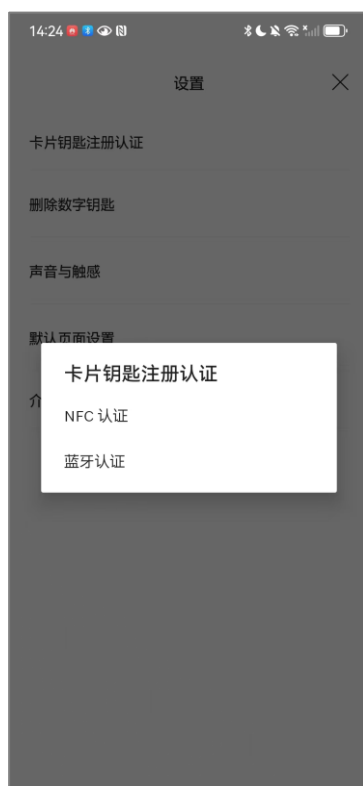 14:24
设置
卡片钥匙注册认证
删除数字钥匙
声音与触感
默认页面设置
卡片钥匙注册认证
介
NFC 认证
蓝牙认证